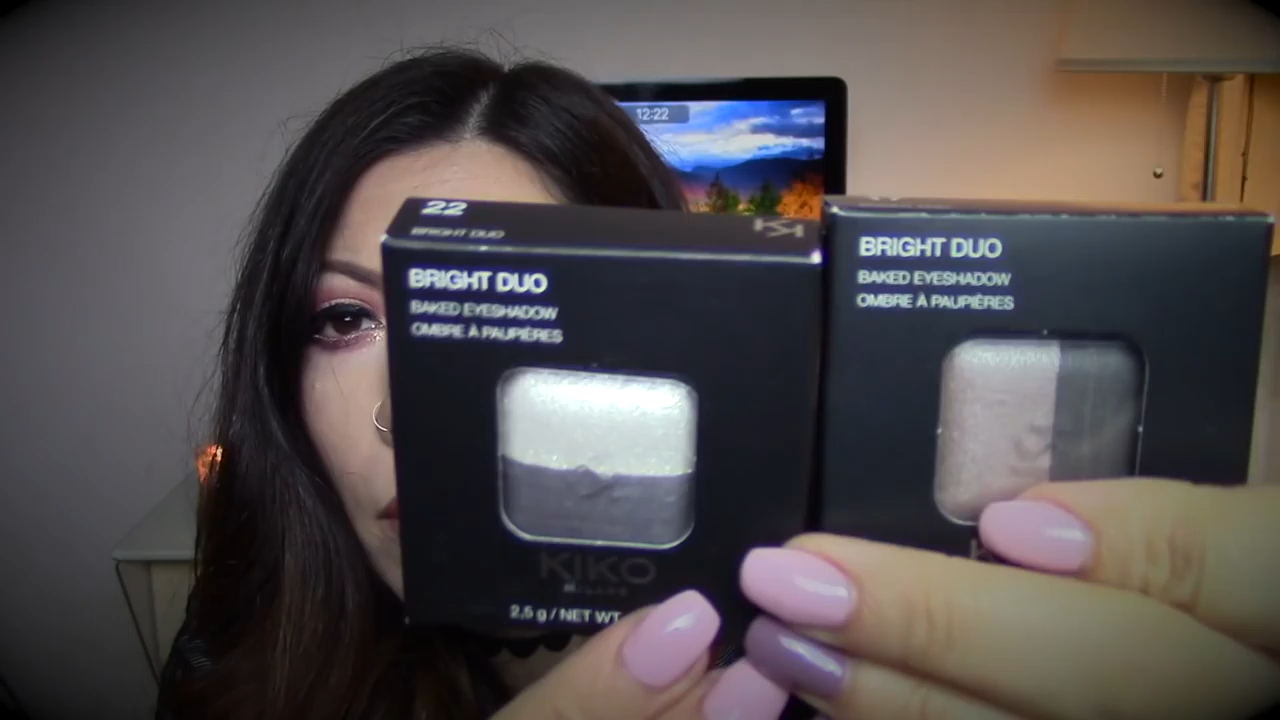 12:22
22
BRIGHT DUO
BRIGHT DUO
BAKED EYESHADOW
OMBRE À PAUPIÈRES
KIKO
MILANO
2,5 g / NET WT.
BRIGHT DUO
BAKED EYESHADOW
OMBRE À PAUPIÈRES